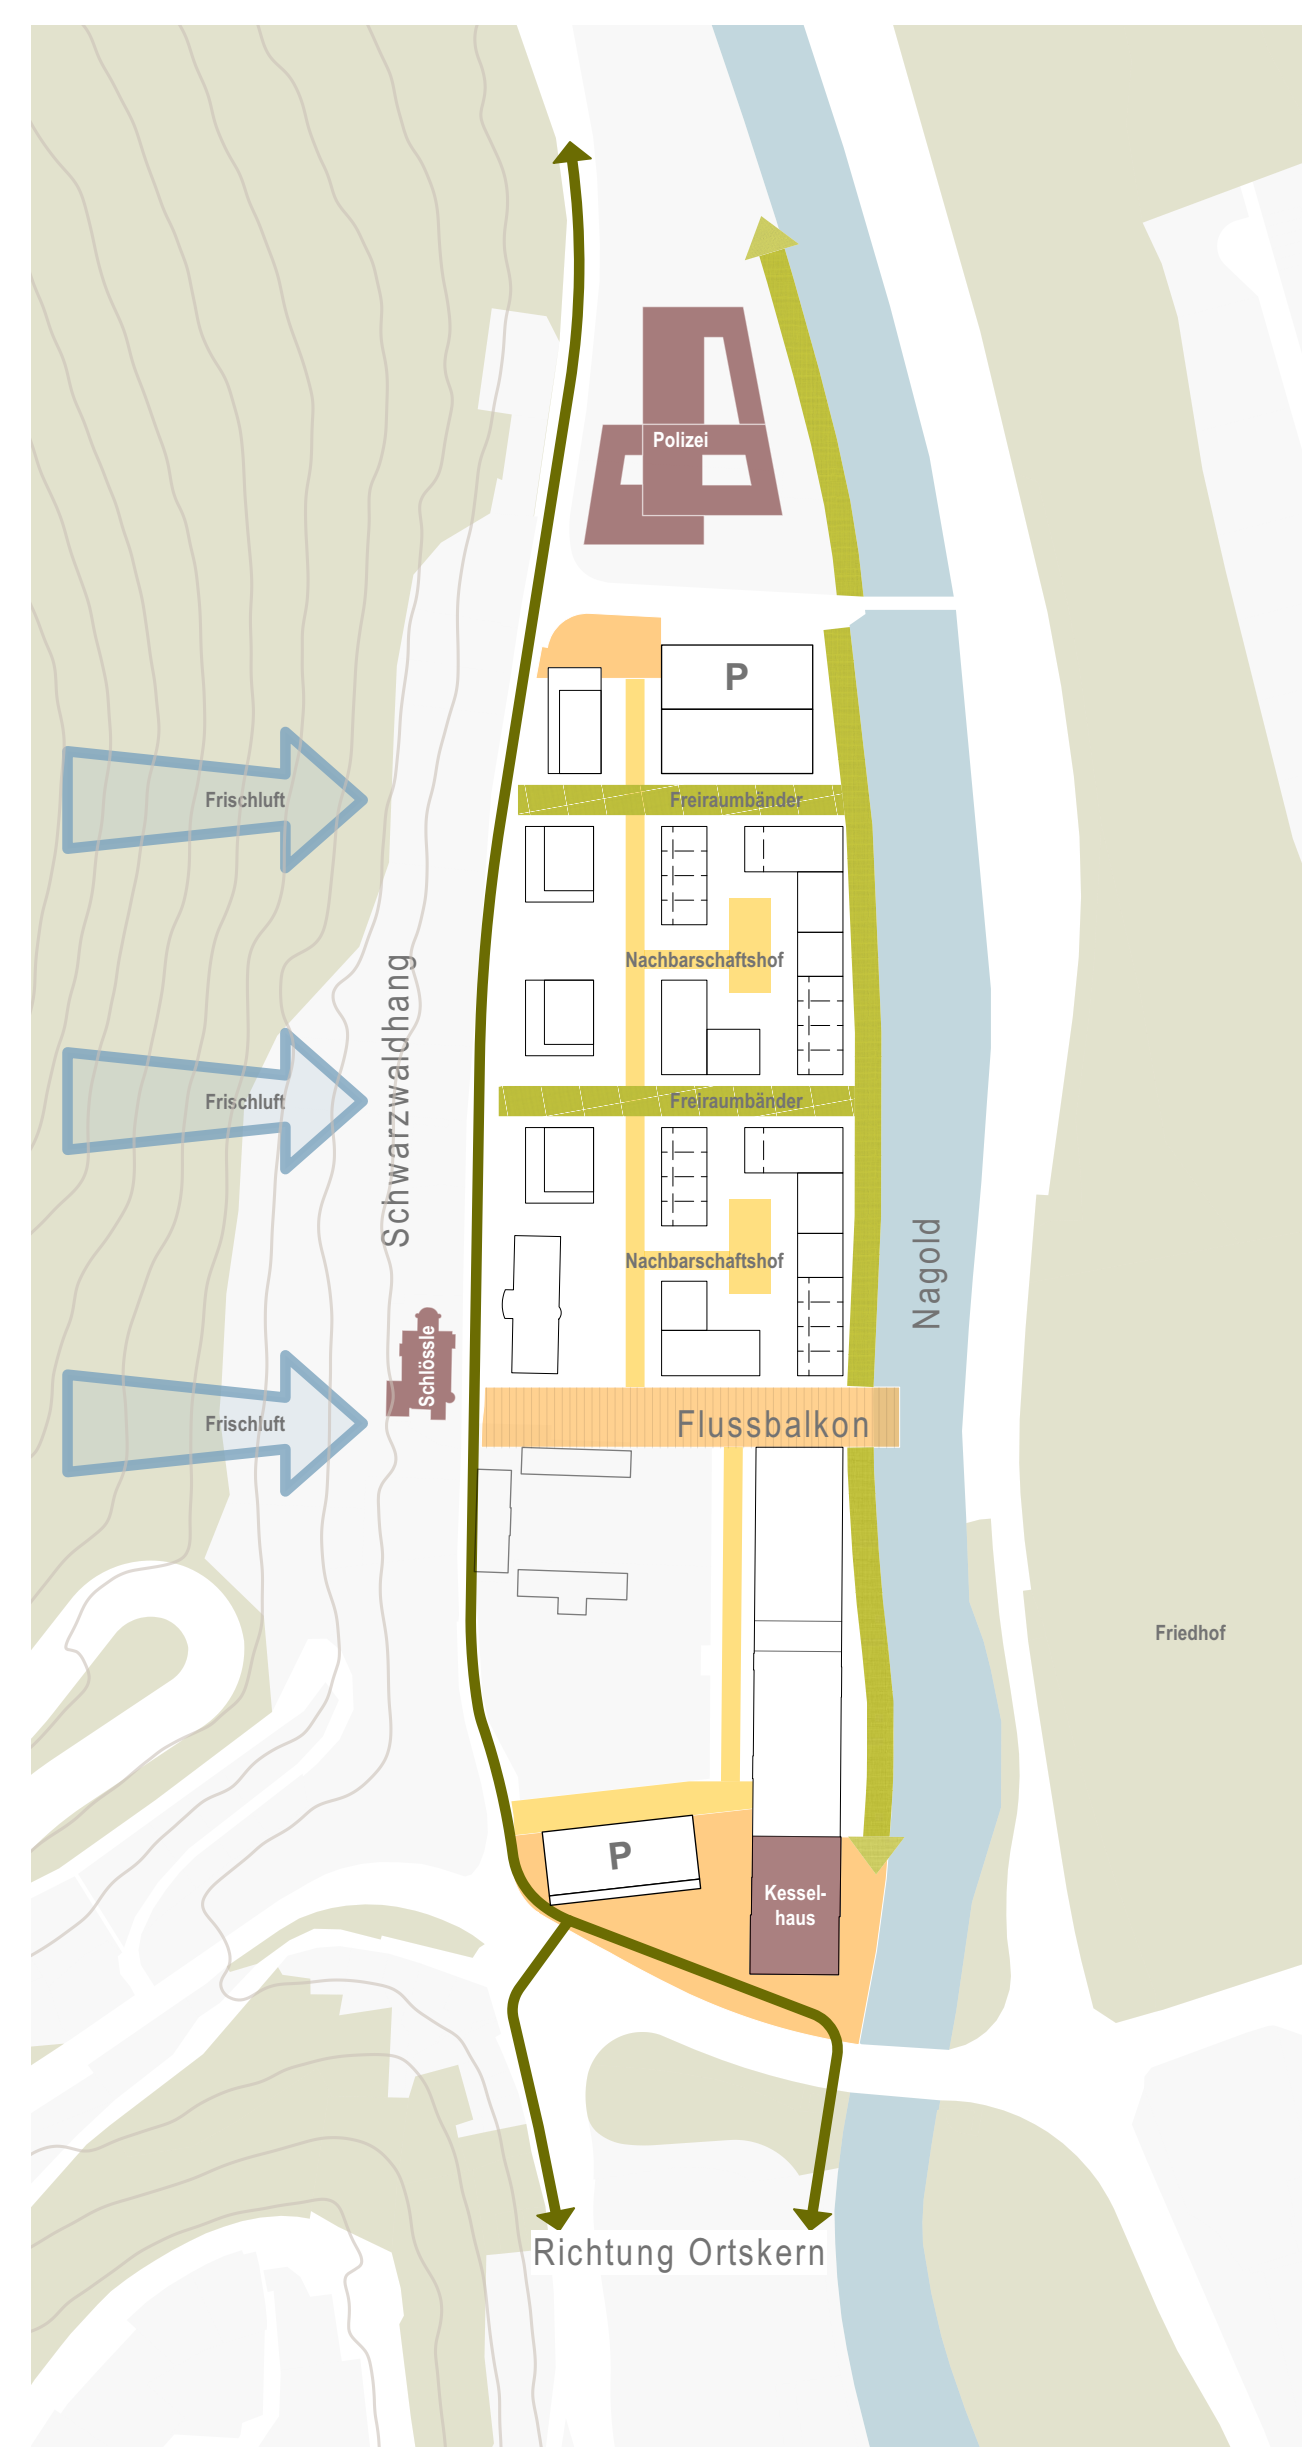 Polizei
P
Frischluft
Freiraumbänder
Nachbarschaftshof
Schwarzwaldhang
Frischluft
Freiraumbänder
Nachbarschaftshof
Nagold
Schlössle
Frischluft
Flussbalkon
Friedhof
P
Kessel-
haus
Richtung Ortskern